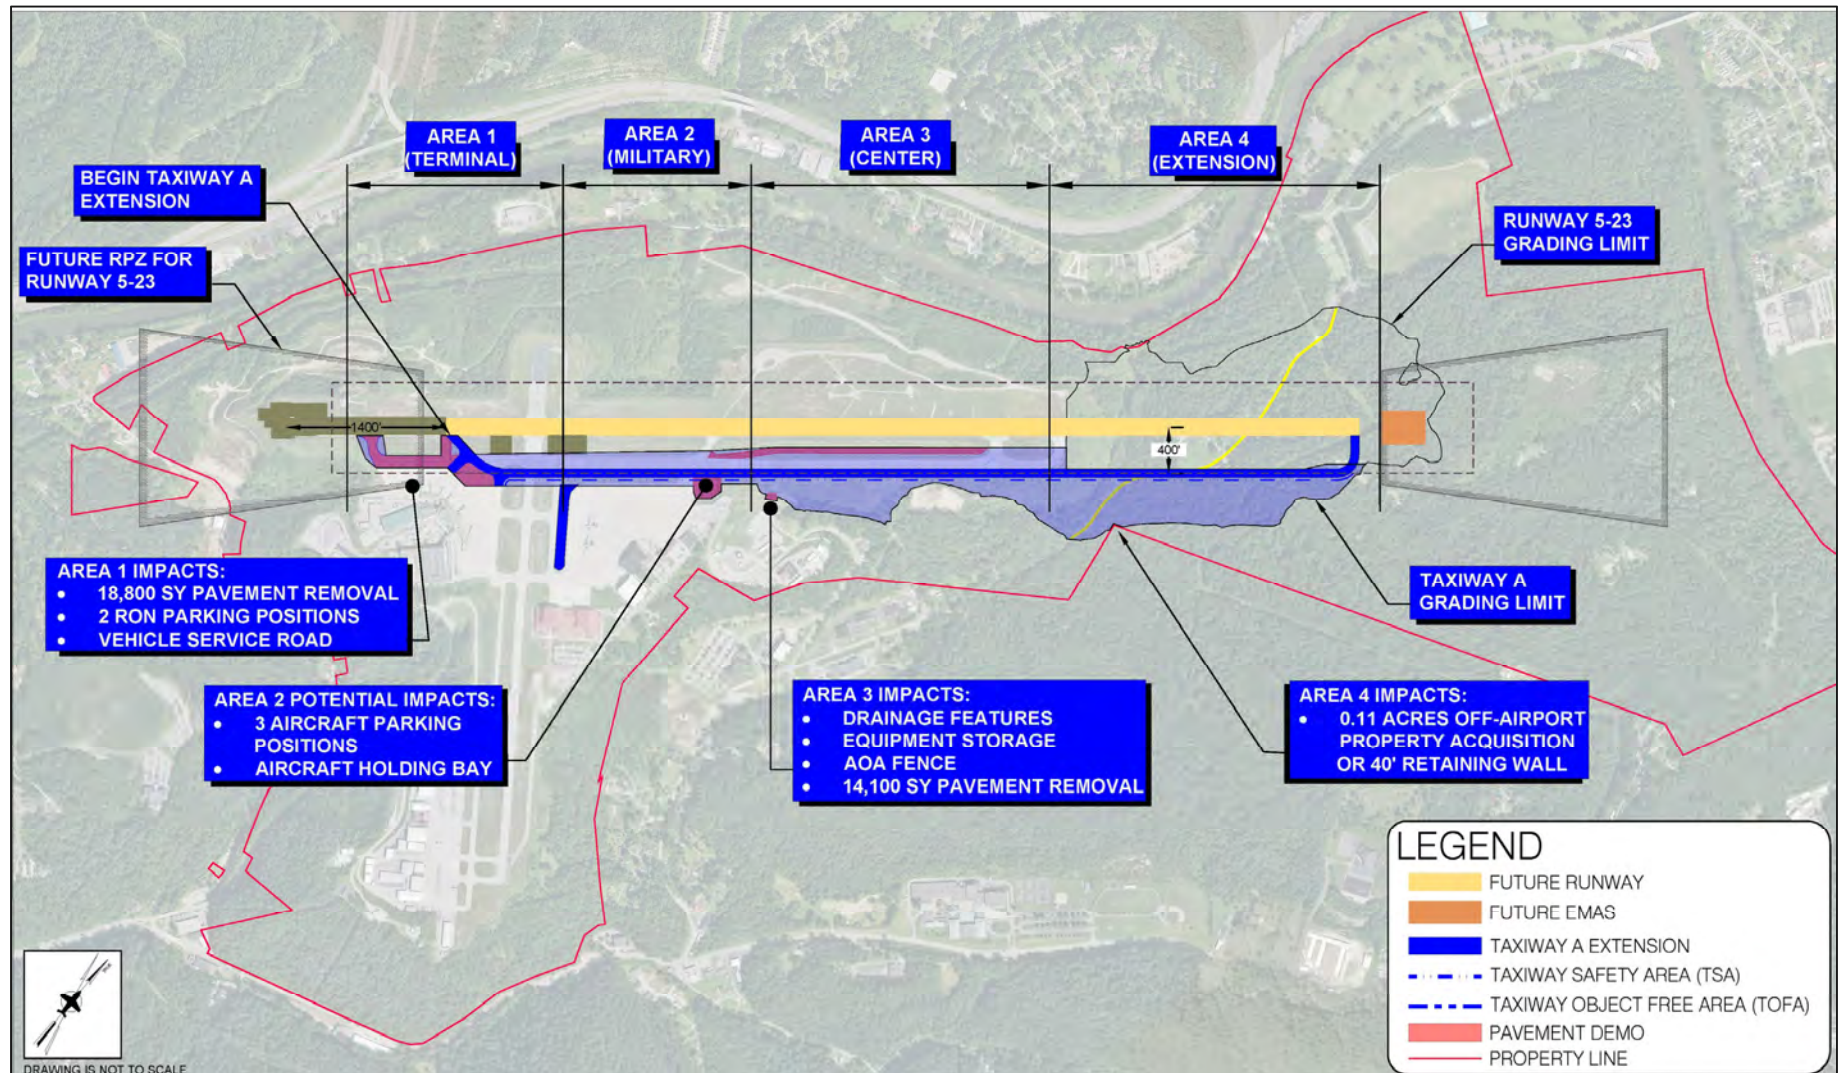 AREA 1
(TERMINAL)
AREA 2
(MILITARY)
AREA 3
(CENTER)
AREA 4
(EXTENSION)
BEGIN TAXIWAY A
EXTENSION
FUTURE RPZ FOR
RUNWAY 5-23
RUNWAY 5-23
GRADING LIMIT
1400'
400'
AREA 1 IMPACTS:
• 18,800 SY PAVEMENT REMOVAL
• 2 RON PARKING POSITIONS
• VEHICLE SERVICE ROAD
TAXIWAY A
GRADING LIMIT
AREA 2 POTENTIAL IMPACTS:
• 3 AIRCRAFT PARKING
POSITIONS
• AIRCRAFT HOLDING BAY
AREA 3 IMPACTS:
• DRAINAGE FEATURES
• EQUIPMENT STORAGE
• AOA FENCE
• 14,100 SY PAVEMENT REMOVAL
AREA 4 IMPACTS:
• 0.11 ACRES OFF-AIRPORT
PROPERTY ACQUISITION
OR 40' RETAINING WALL
LEGEND
FUTURE RUNWAY
FUTURE EMAS
TAXIWAY A EXTENSION
TAXIWAY SAFETY AREA (TSA)
TAXIWAY OBJECT FREE AREA (TOFA)
PAVEMENT DEMO
PROPERTY LINE
DRAWING IS NOT TO SCALE